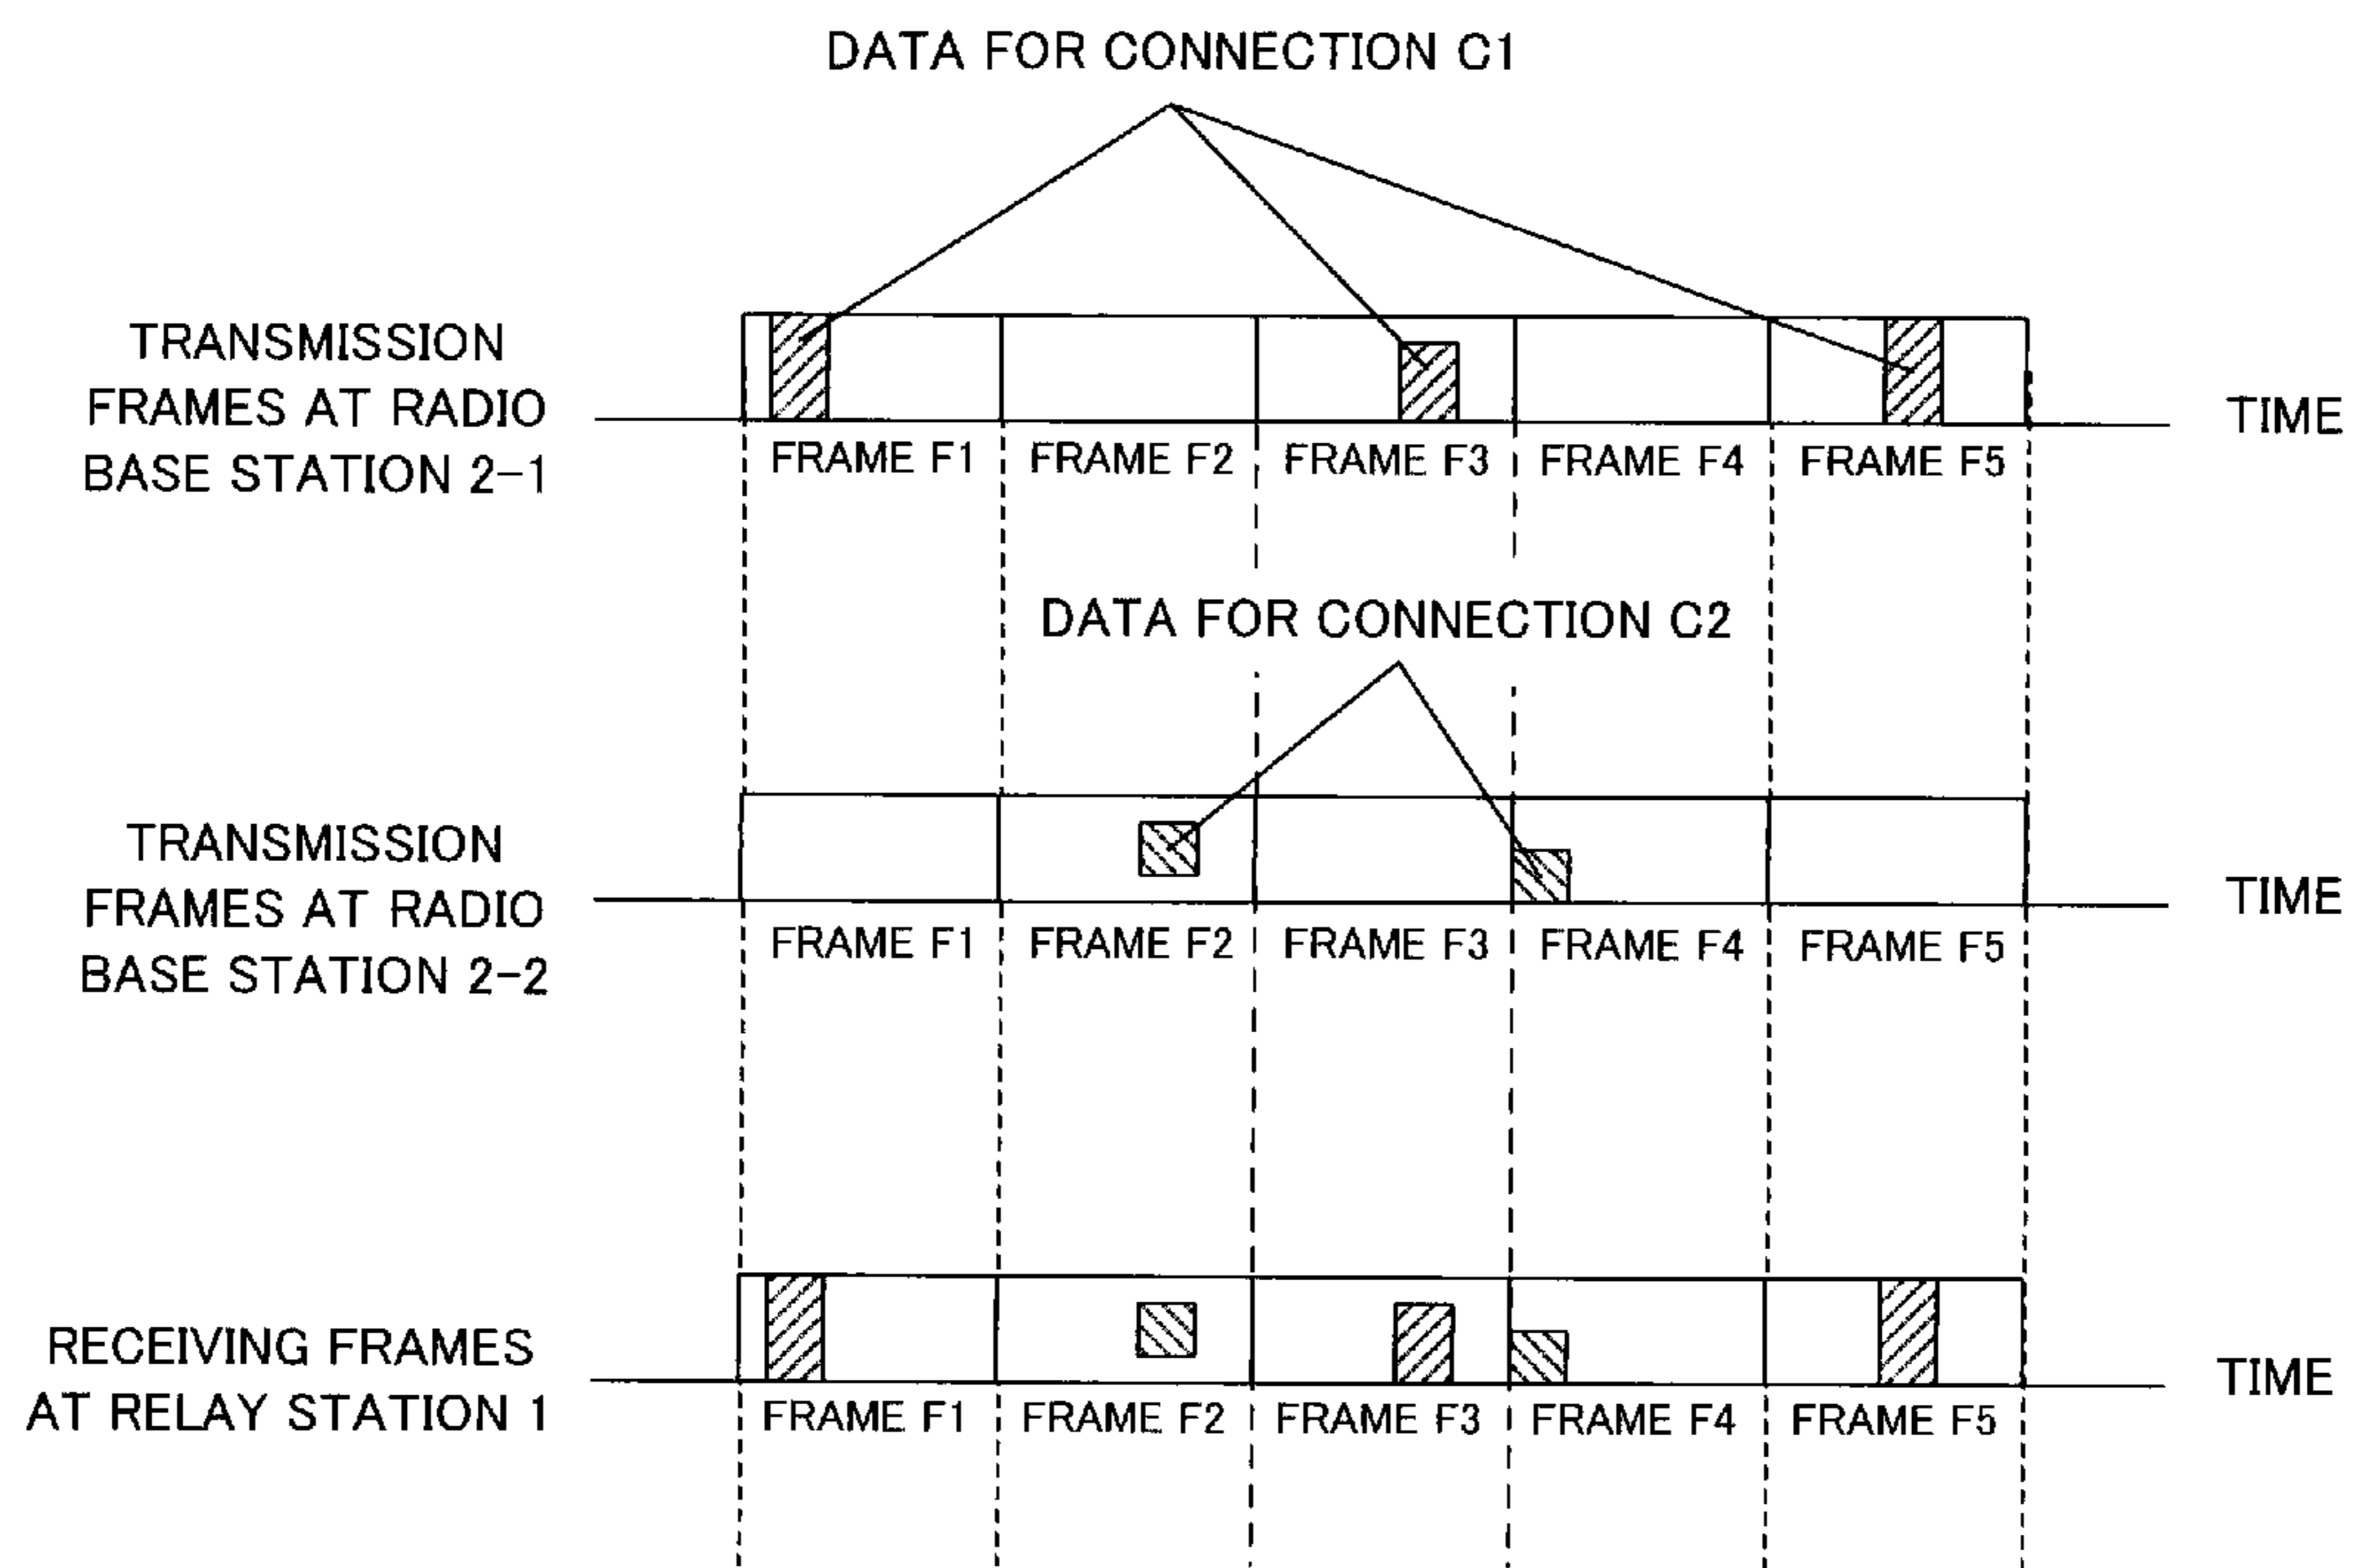 DATA FOR CONNECTION C1
TRANSMISSION
FRAMES AT RADIO
BASE STATION 2-1
TIME
FRAME F1
FRAME F2
FRAME F3
FRAME F4
FRAME F5
DATA FOR CONNECTION C2
TRANSMISSION
FRAMES AT RADIO
BASE STATION 2-2
TIME
FRAME F1
FRAME F2
FRAME F3
FRAME F4
FRAME F5
RECEIVING FRAMES
AT RELAY STATION 1
TIME
FRAME F1
FRAME F2
FRAME F3
FRAME F4
FRAME F5